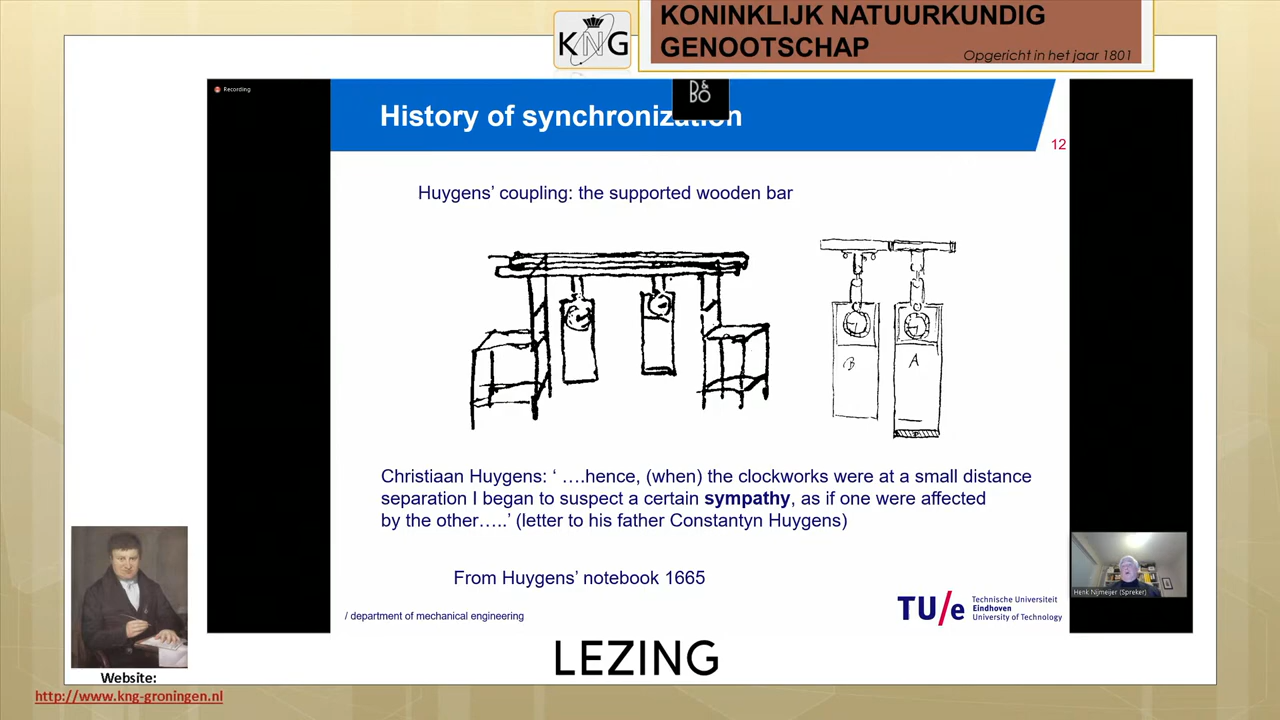 KNG
KONINKLIJK NATUURKUNDIG
GENOOTSCHAP
Opgericht in het jaar 1801
Recording
B&O
History of synchronization
12
Huygens' coupling: the supported wooden bar
B
A
Christiaan Huygens: ‘ ….hence, (when) the clockworks were at a small distance
separation I began to suspect a certain sympathy, as if one were affected
by the other…..’ (letter to his father Constantyn Huygens)
From Huygens' notebook 1665
/ department of mechanical engineering
TU/e
Technische Universiteit
Eindhoven
University of Technology
Henk Nijmeijer (Spreker)
LEZING
Website:
http://www.kng-groningen.nl